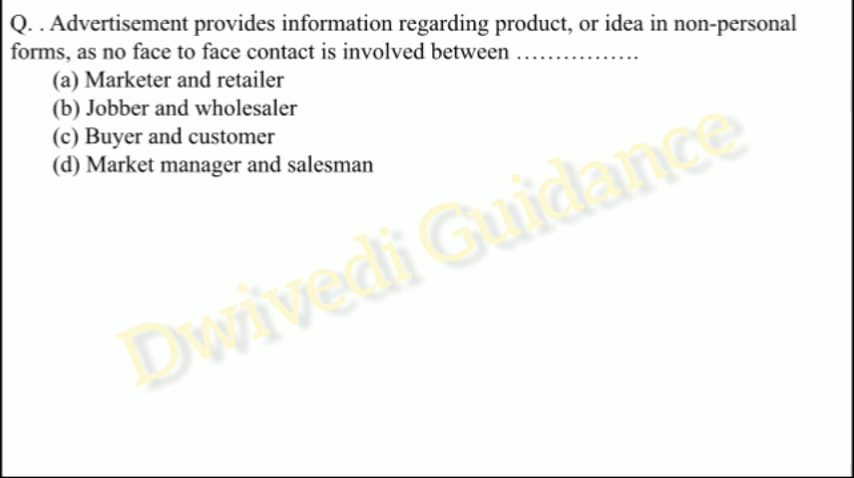 Q. . Advertisement provides information regarding product, or idea in non-personal
forms, as no face to face contact is involved between ................
(a) Marketer and retailer
(b) Jobber and wholesaler
(c) Buyer and customer
(d) Market manager and salesman
Dwivedi Guidance